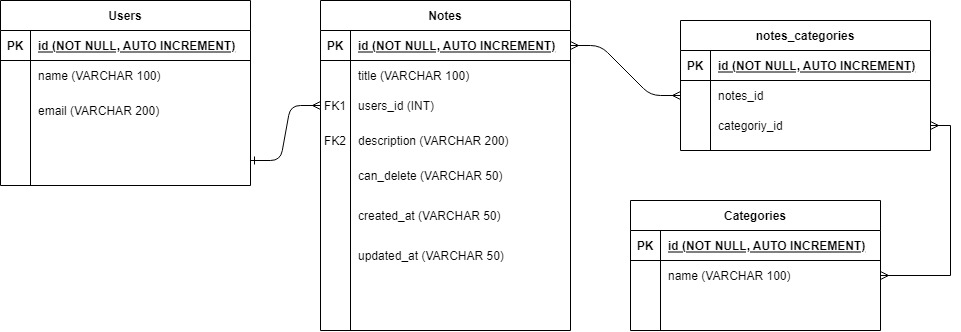 Users
PK id (NOT NULL, AUTO INCREMENT)
name (VARCHAR 100)
email (VARCHAR 200)
Notes
PK id (NOT NULL, AUTO INCREMENT)
title (VARCHAR 100)
FK1 users_id (INT)
FK2 description (VARCHAR 200)
can_delete (VARCHAR 50)
created_at (VARCHAR 50)
updated_at (VARCHAR 50)
notes_categories
PK id (NOT NULL, AUTO INCREMENT)
notes_id
categoriy_id
Categories
PK id (NOT NULL, AUTO INCREMENT)
name (VARCHAR 100)